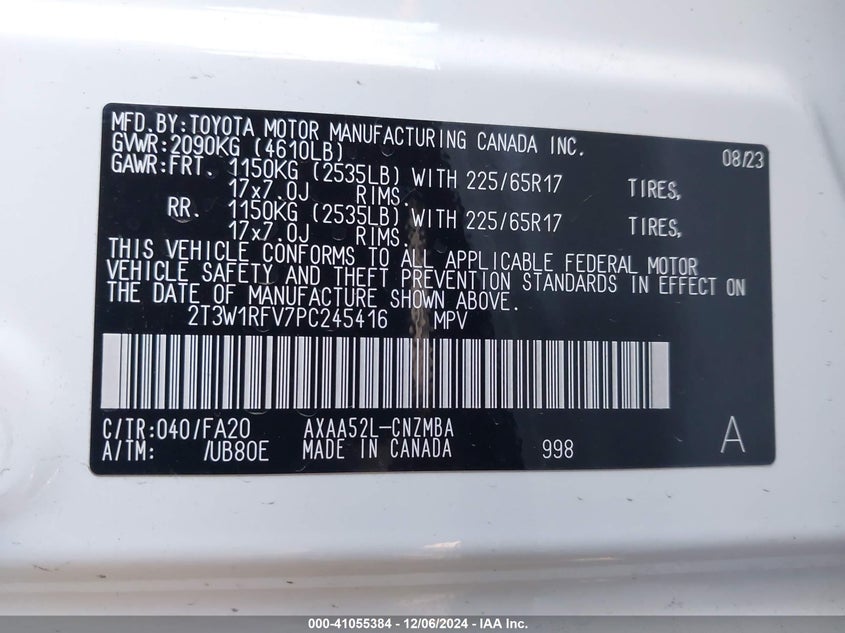 MFD.BY:TOYOTA MOTOR MANUFACTURING CANADA INC.
GVWR:2090KG (4610LB) 08/23
GAWR:FRT. 1150KG (2535LB) WITH 225/65R17 TIRES,
17x7.0J RIMS.
RR. 1150KG (2535LB) WITH 225/65R17 TIRES,
17x7.0J RIMS.
THIS VEHICLE CONFORMS TO ALL APPLICABLE FEDERAL MOTOR
VEHICLE SAFETY AND THEFT PREVENTION STANDARDS IN EFFECT ON
THE DATE OF MANUFACTURE SHOWN ABOVE.
2T3W1RFV7PC245416 MPV
C/TR:040/FA20 AXAA52L-CNZMBA
A/TM: /UB80E MADE IN CANADA 998 A
000-41055384 - 12/06/2024 - IAA Inc.